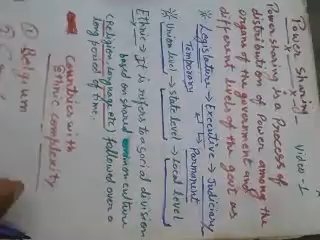 Power Sharing
Video-1
Power sharing is a Process of
distribution of Power among the
organs of the government and
different levels of the govt as
※ Legislature → Executive → Judiciary
Temporary Permanent
※ Union level → State level → Local level
Ethnic → It is refers to a social division
based on shared common culture
(ex religion, language etc) followed over a
long period of time.
Countries with
Ethnic complexity
① Belgium
②